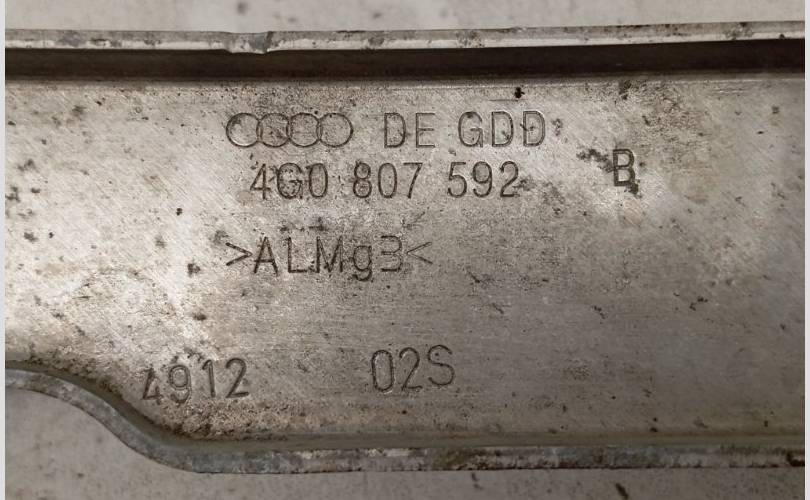 DE GDD
4G0 807 592 B
>ALMg3<
4912 02S